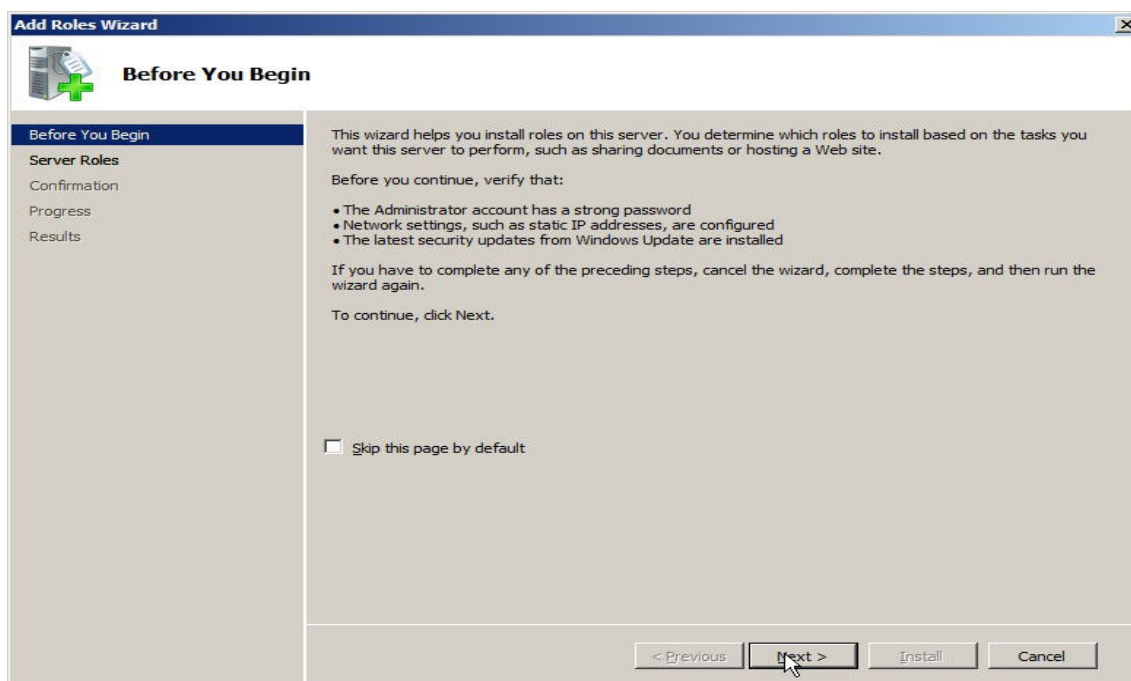 Add Roles Wizard
Before You Begin
Before You Begin
Server Roles
Confirmation
Progress
Results
This wizard helps you install roles on this server. You determine which roles to install based on the tasks you
want this server to perform, such as sharing documents or hosting a Web site.
Before you continue, verify that:
• The Administrator account has a strong password
• Network settings, such as static IP addresses, are configured
• The latest security updates from Windows Update are installed
If you have to complete any of the preceding steps, cancel the wizard, complete the steps, and then run the
wizard again.
To continue, click Next.
Skip this page by default
< Previous Next > Install Cancel